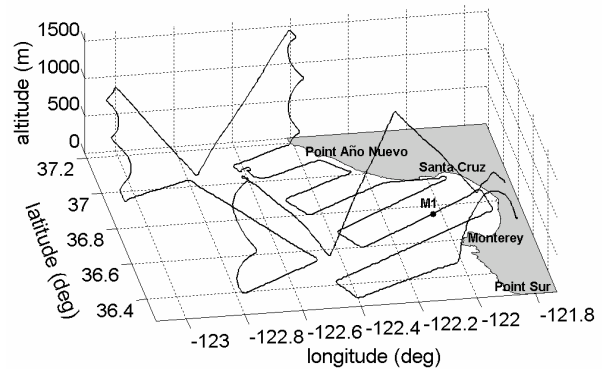 1500
1000
500
0
altitude (m)
37.2
37
36.8
36.6
36.4
latitude (deg)
Point Año Nuevo
Santa Cruz
M1
Monterey
Point Sur
-123
-122.8
-122.6
-122.4
-122.2
-122
-121.8
longitude (deg)